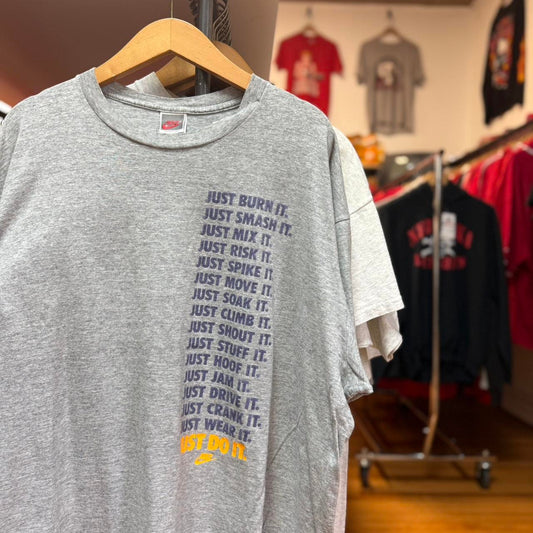 JUST BURN IT.
JUST SMASH IT.
JUST MIX IT.
JUST RISK IT.
JUST SPIKE IT.
JUST MOVE IT.
JUST SOAK IT.
JUST CLIMB IT.
JUST SHOUT IT.
JUST STUFF IT.
JUST HOOF IT.
JUST JAM IT.
JUST DRIVE IT.
JUST CRANK IT.
JUST WEAR IT.
JUST DO IT.